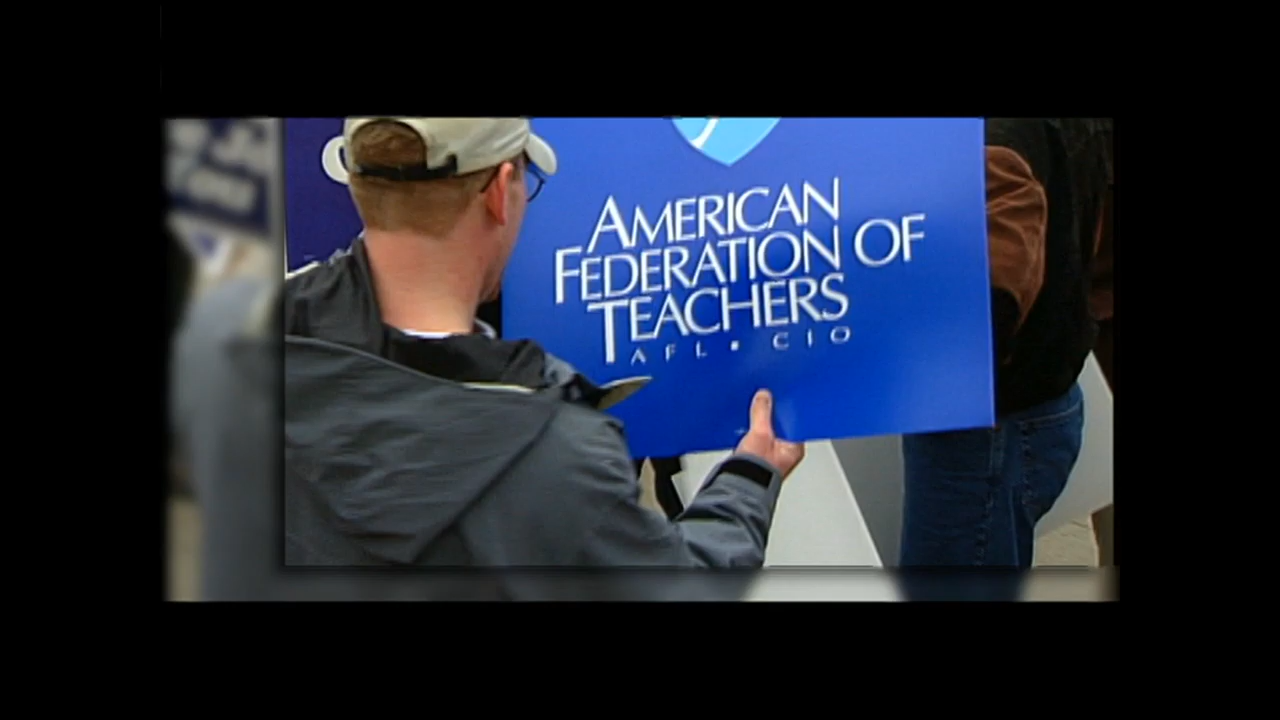 AMERICAN
FEDERATION OF
TEACHERS
AFL • CIO